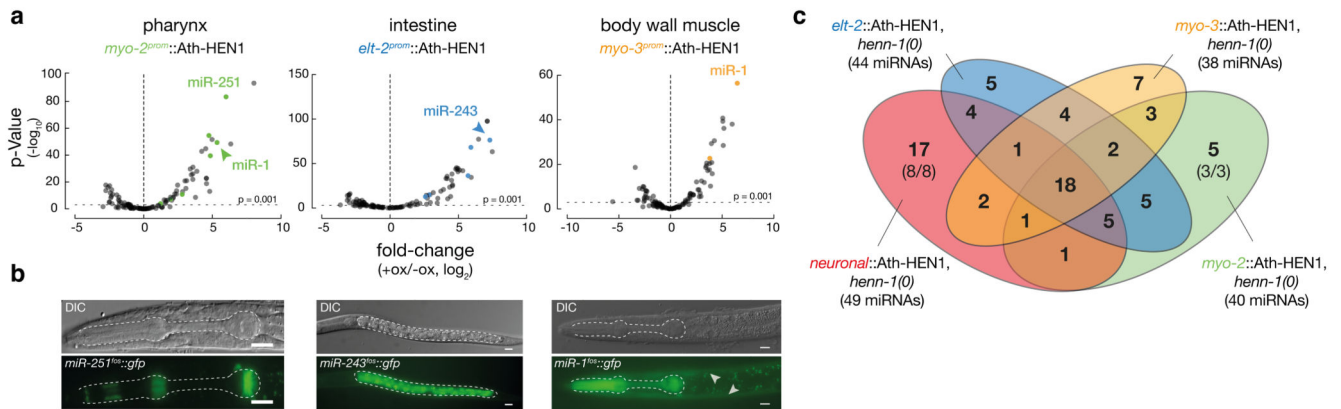 a
pharynx
myo-2prom::Ath-HEN1
intestine
elt-2prom::Ath-HEN1
body wall muscle
myo-3prom::Ath-HEN1
p-Value
(-log10)
100
80
60
40
20
0
miR-251
miR-1
p = 0.001
-5
0
5
10
150
100
50
0
miR-243
p = 0.001
-5
0
5
10
60
40
20
0
miR-1
p = 0.001
-10
-5
0
5
10
fold-change
(+ox/-ox, log2)
b
DIC
miR-251fos::gfp
DIC
miR-243fos::gfp
DIC
miR-1fos::gfp
c
elt-2::Ath-HEN1,
henn-1(0)
(44 miRNAs)
myo-3::Ath-HEN1,
henn-1(0)
(38 miRNAs)
5
7
4
4
3
17
(8/8)
1
2
5
(3/3)
18
2
5
1
5
1
neuronal::Ath-HEN1,
henn-1(0)
(49 miRNAs)
myo-2::Ath-HEN1,
henn-1(0)
(40 miRNAs)